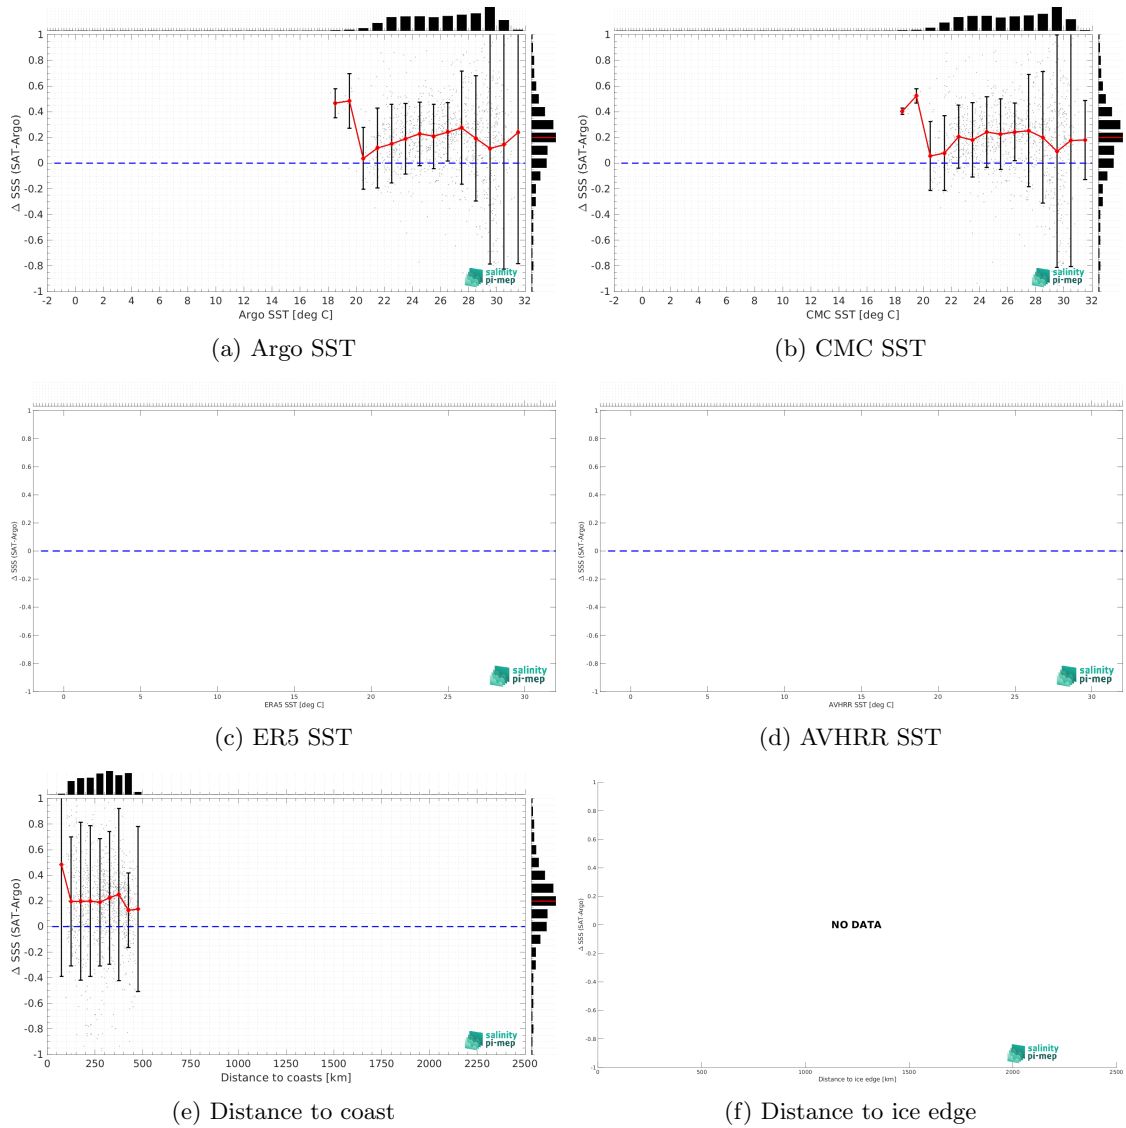 1
0.8
0.6
0.4
0.2
0
-0.2
-0.4
-0.6
-0.8
-1
Δ SSS (SAT-Argo)
-2 0 2 4 6 8 10 12 14 16 18 20 22 24 26 28 30 32
Argo SST [deg C]
salinity
pi-mep
(a) Argo SST
1
0.8
0.6
0.4
0.2
0
-0.2
-0.4
-0.6
-0.8
-1
Δ SSS (SAT-Argo)
-2 0 2 4 6 8 10 12 14 16 18 20 22 24 26 28 30 32
CMC SST [deg C]
salinity
pi-mep
(b) CMC SST
1
0.8
0.6
0.4
0.2
0
-0.2
-0.4
-0.6
-0.8
-1
Δ SSS (SAT-Argo)
0 5 10 15 20 25 30
ERA5 SST [deg C]
salinity
pi-mep
(c) ER5 SST
1
0.8
0.6
0.4
0.2
0
-0.2
-0.4
-0.6
-0.8
-1
Δ SSS (SAT-Argo)
0 5 10 15 20 25 30
AVHRR SST [deg C]
salinity
pi-mep
(d) AVHRR SST
1
0.8
0.6
0.4
0.2
0
-0.2
-0.4
-0.6
-0.8
-1
Δ SSS (SAT-Argo)
0 250 500 750 1000 1250 1500 1750 2000 2250 2500
Distance to coasts [km]
salinity
pi-mep
(e) Distance to coast
1
0.8
0.6
0.4
0.2
0
-0.2
-0.4
-0.6
-0.8
-1
Δ SSS (SAT-Argo)
NO DATA
0 500 1000 1500 2000 2500
Distance to ice edge [km]
salinity
pi-mep
(f) Distance to ice edge